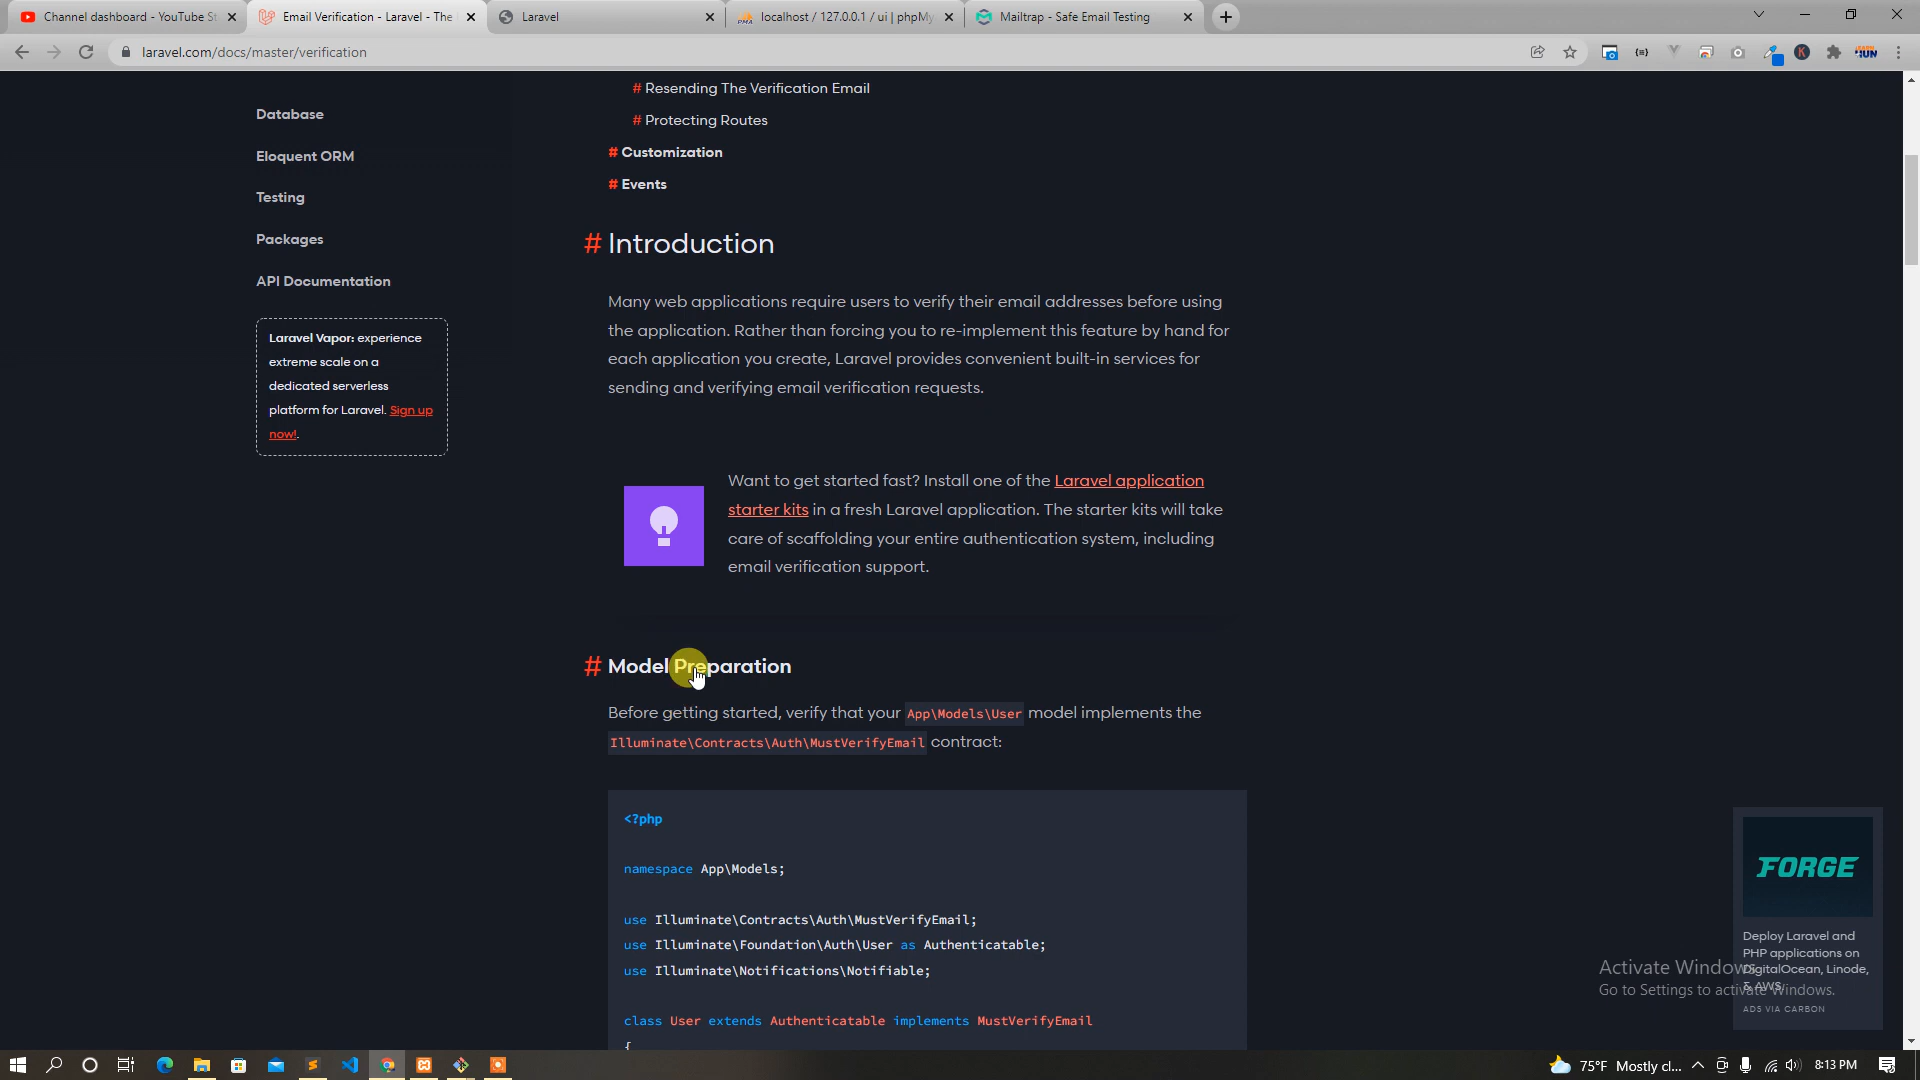 Channel dashboard - YouTube St
Email Verification - Laravel - The
Laravel
localhost / 127.0.0.1 / ui | phpMy
Mailtrap - Safe Email Testing
laravel.com/docs/master/verification
Database
Eloquent ORM
Testing
Packages
API Documentation
Laravel Vapor: experience
extreme scale on a
dedicated serverless
platform for Laravel. Sign up
now!.
# Resending The Verification Email
# Protecting Routes
# Customization
# Events
# Introduction
Many web applications require users to verify their email addresses before using
the application. Rather than forcing you to re-implement this feature by hand for
each application you create, Laravel provides convenient built-in services for
sending and verifying email verification requests.
Want to get started fast? Install one of the Laravel application
starter kits in a fresh Laravel application. The starter kits will take
care of scaffolding your entire authentication system, including
email verification support.
# Model Preparation
Before getting started, verify that your App\Models\User model implements the
Illuminate\Contracts\Auth\MustVerifyEmail contract:
<?php
namespace App\Models;
use Illuminate\Contracts\Auth\MustVerifyEmail;
use Illuminate\Foundation\Auth\User as Authenticatable;
use Illuminate\Notifications\Notifiable;
class User extends Authenticatable implements MustVerifyEmail
{
FORGE
Deploy Laravel and
PHP applications on
DigitalOcean, Linode,
& AWS.
ADS VIA CARBON
Activate Windows
Go to Settings to activate Windows.
75°F Mostly cl...
8:13 PM